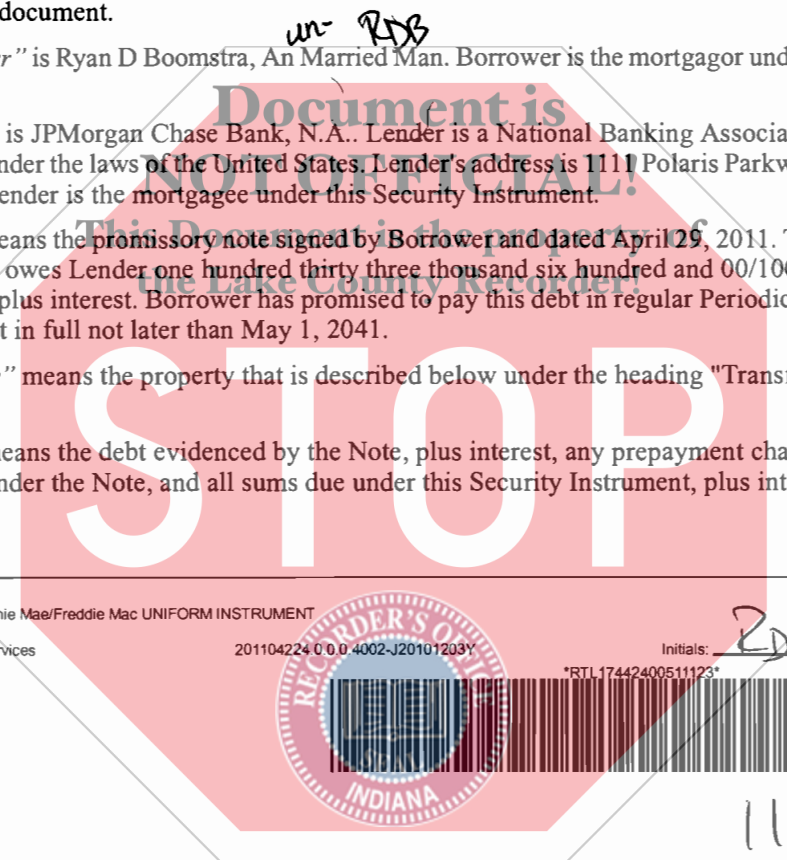 document.
un- RDB
r" is Ryan D Boomstra, An Married Man. Borrower is the mortgagor und
Document is
is JPMorgan Chase Bank, N.A.. Lender is a National Banking Associa
nder the laws of the United States. Lender's address is 1111 Polaris Parkw
NOT OFFICIAL!
ender is the mortgagee under this Security Instrument.
This Document is the property of
eans the promissory note signed by Borrower and dated April 29, 2011. T
owes Lender one hundred thirty three thousand six hundred and 00/100
the Lake County Recorder!
plus interest. Borrower has promised to pay this debt in regular Periodic
t in full not later than May 1, 2041.
" means the property that is described below under the heading "Trans
STOP
eans the debt evidenced by the Note, plus interest, any prepayment cha
nder the Note, and all sums due under this Security Instrument, plus int
nie Mae/Freddie Mac UNIFORM INSTRUMENT
vices 201104224.0.0.0.4002-J20101203Y Initials: RD
*RTL17442400511123*
RECORDER'S OFFICE
SEAL
INDIANA
11